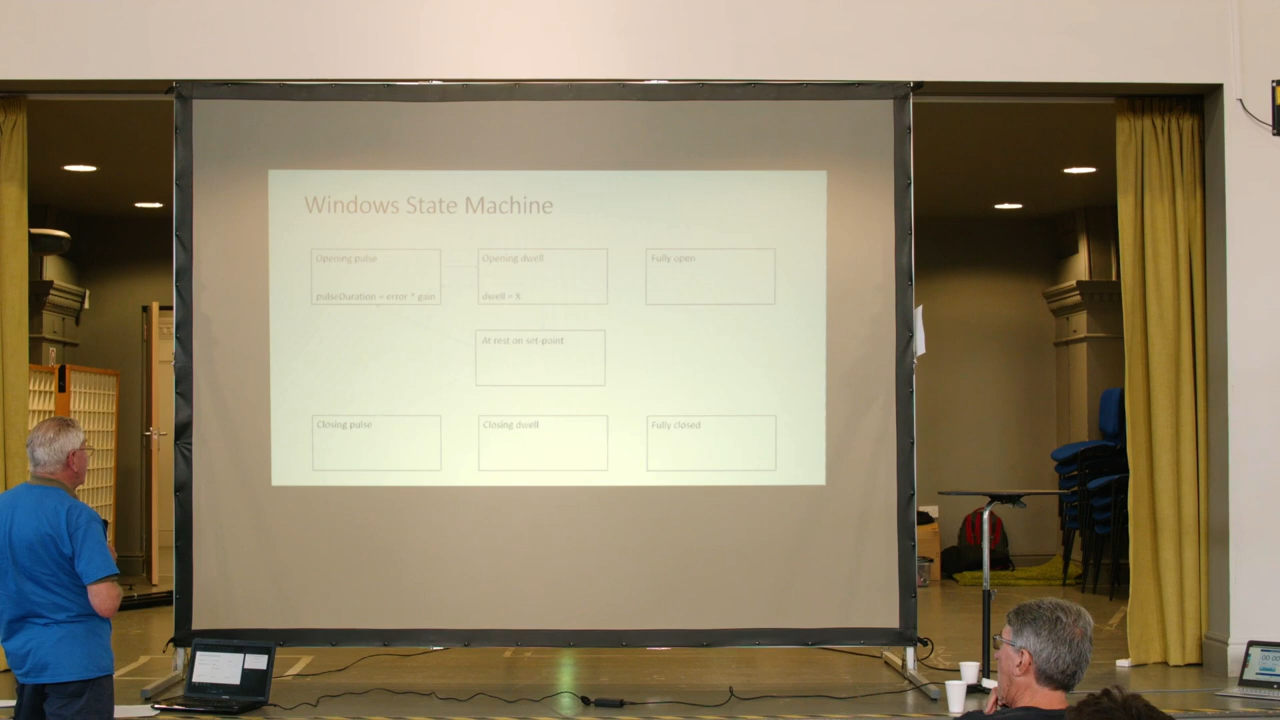 Windows State Machine
Opening pulse
pulseDuration = error * gain
Opening dwell
dwell = X
Fully open
At rest on set-point
Closing pulse
Closing dwell
Fully closed